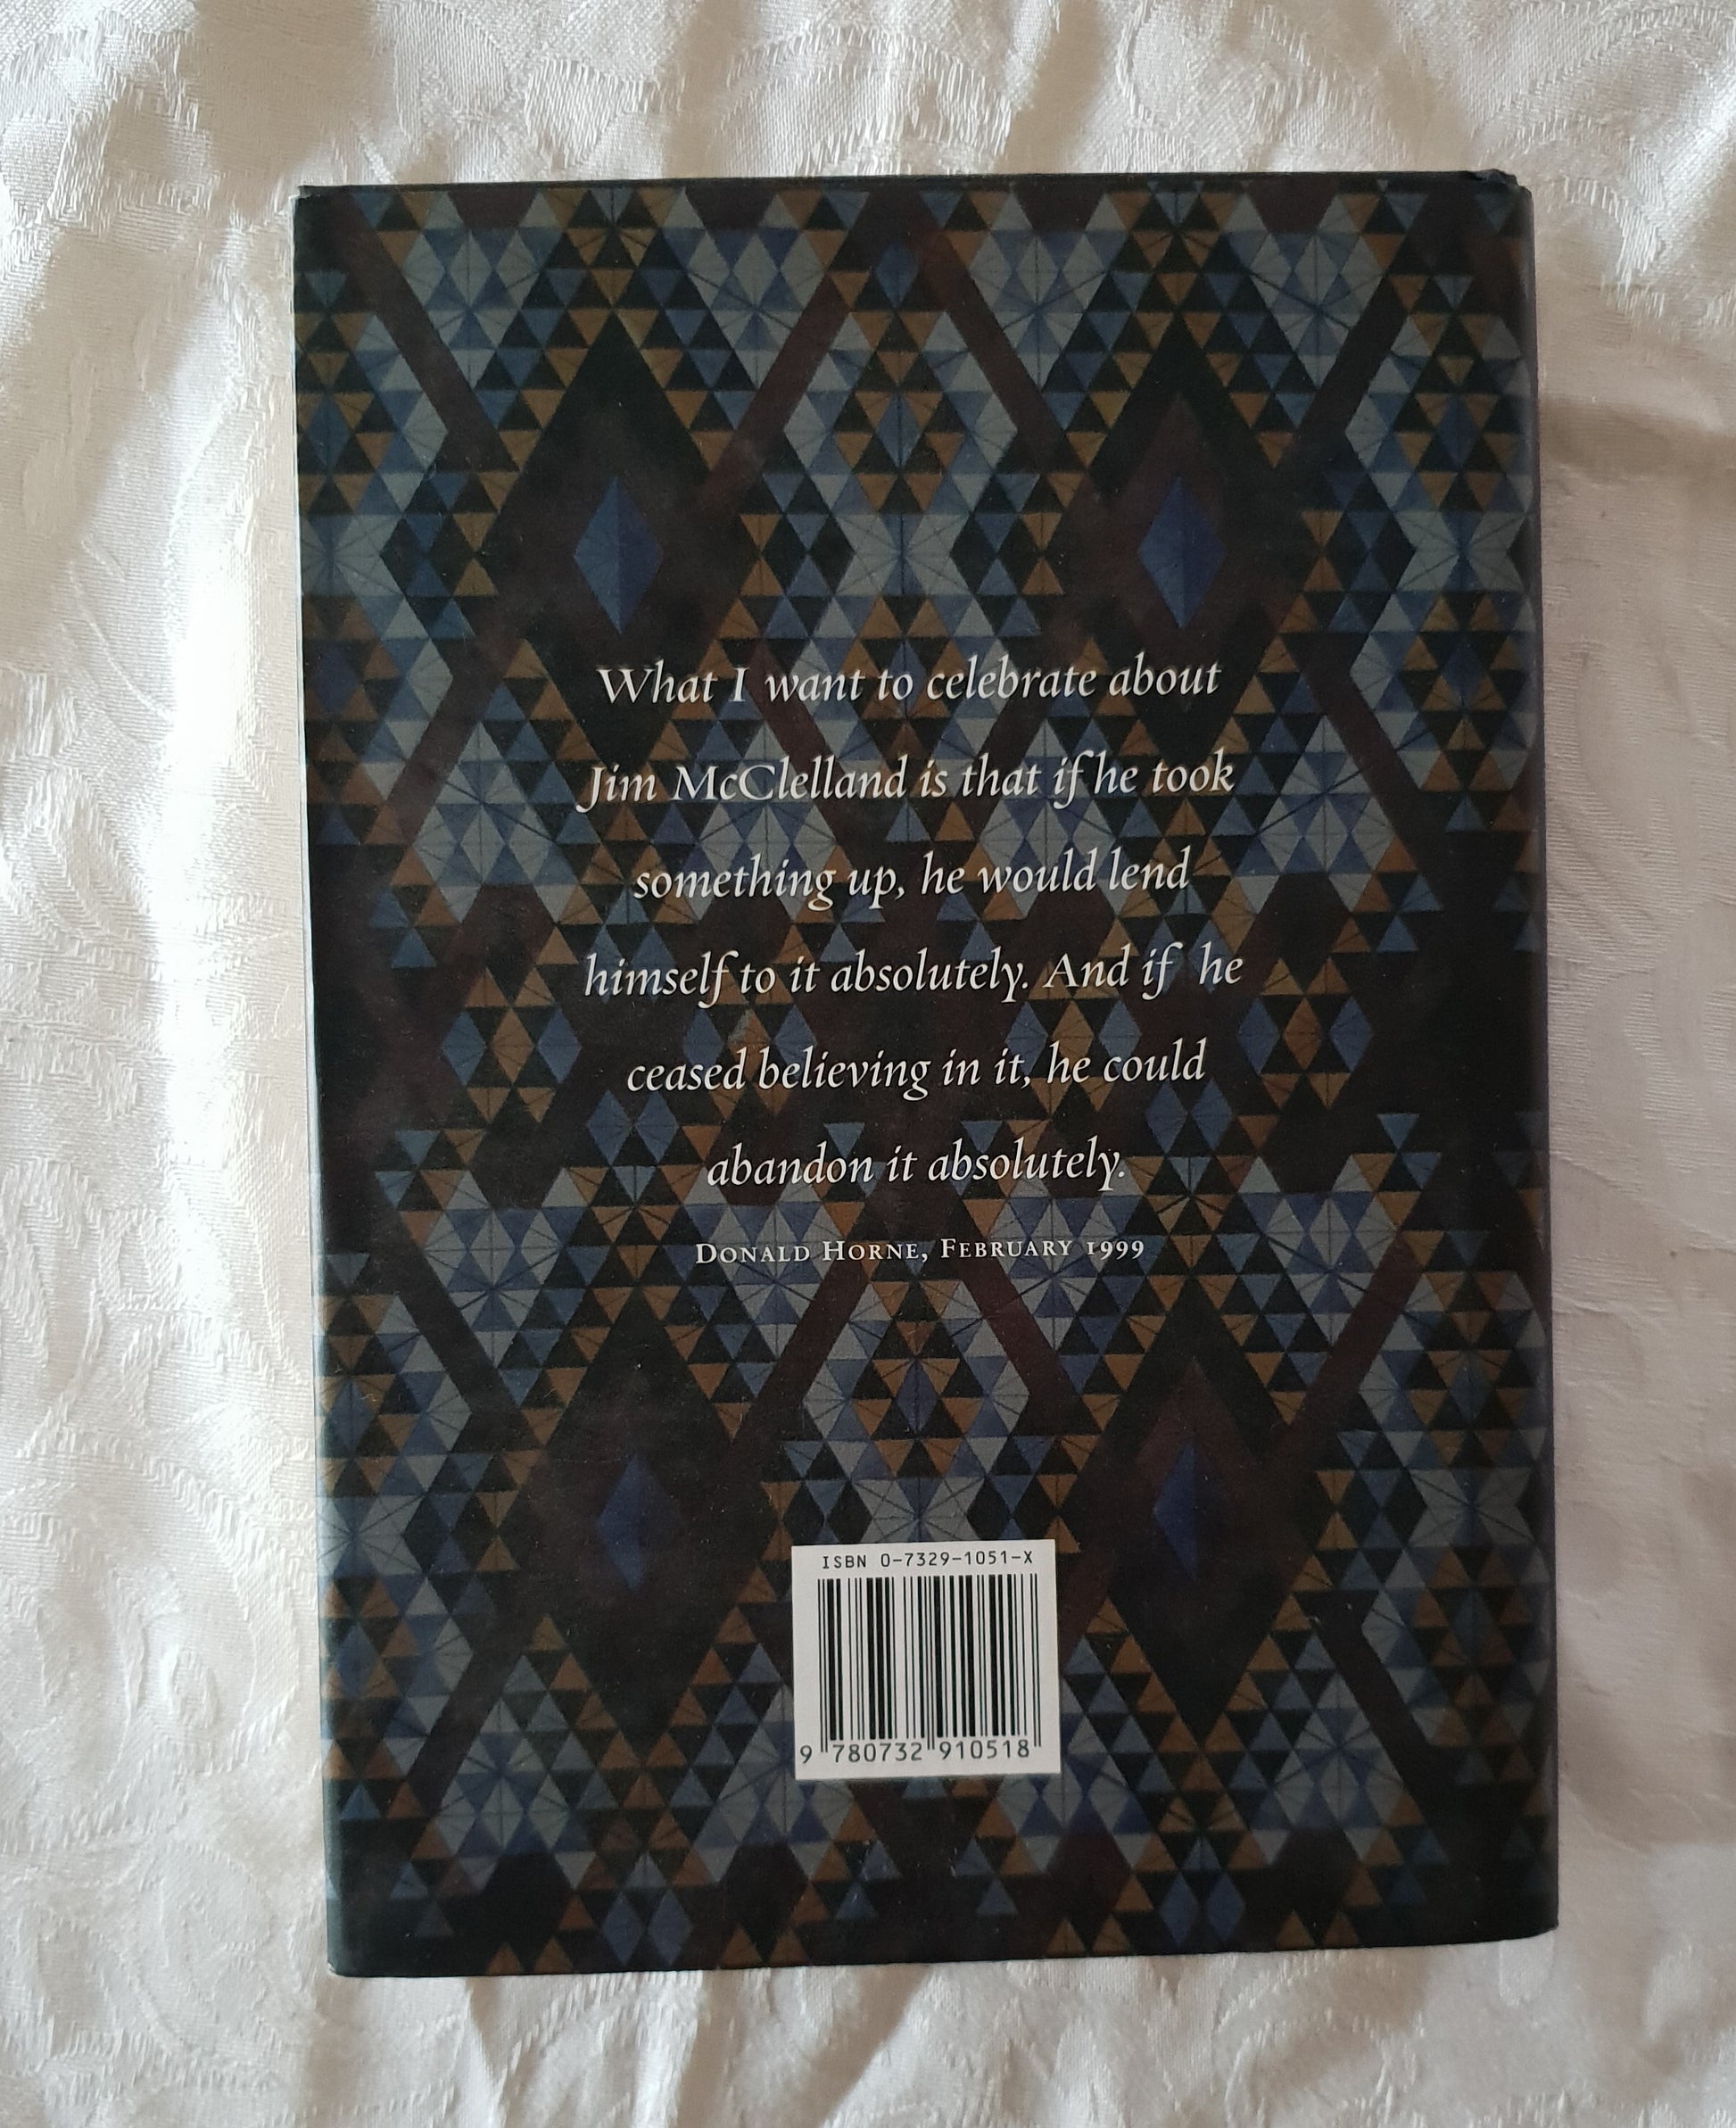 What I want to celebrate about
Jim McClelland is that if he took
something up, he would lend
himself to it absolutely. And if he
ceased believing in it, he could
abandon it absolutely.
Donald Horne, February 1999
ISBN 0-7329-1051-X
9 780732 910518